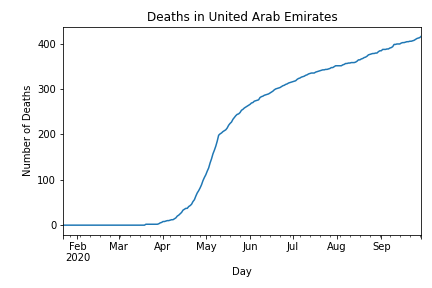 Deaths in United Arab Emirates
Number of Deaths
400
300
200
100
0
Feb Mar Apr May Jun Jul Aug Sep
2020
Day